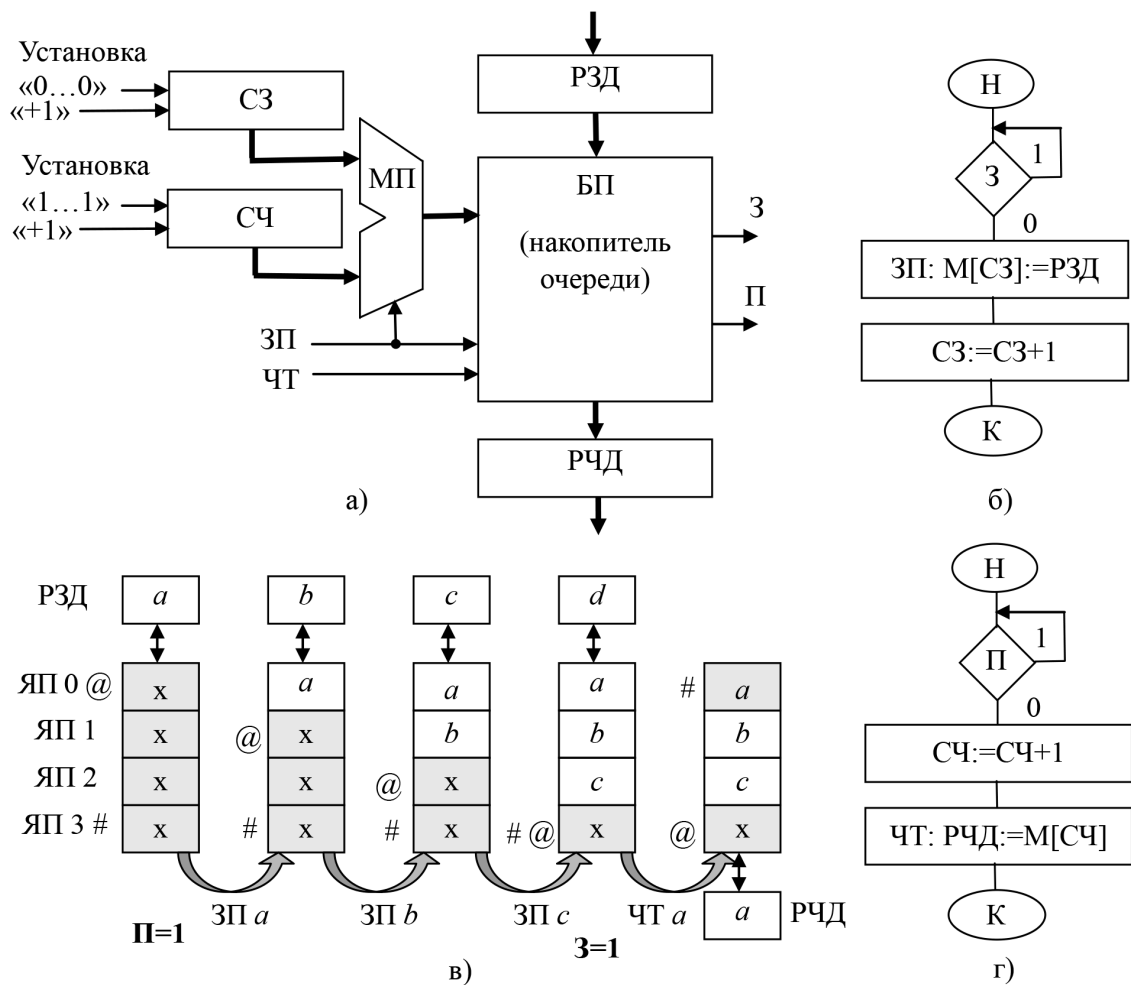 Установка
«0…0»
«+1»
СЗ
Установка
«1…1»
«+1»
СЧ
МП
ЗП
ЧТ
РЗД
БП
(накопитель
очереди)
З
П
РЧД
а)
Н
З
1
0
ЗП: М[СЗ]:=РЗД
СЗ:=СЗ+1
К
б)
РЗД a b c d
ЯП 0 @ x a a a # a
ЯП 1 x @ x b b b
ЯП 2 x x @ x c c
ЯП 3 # x # x # x # @ x @ x
ЗП a ЗП b ЗП c ЧТ a a РЧД
П=1 З=1
в)
Н
П
1
0
СЧ:=СЧ+1
ЧТ: РЧД:=М[СЧ]
К
г)